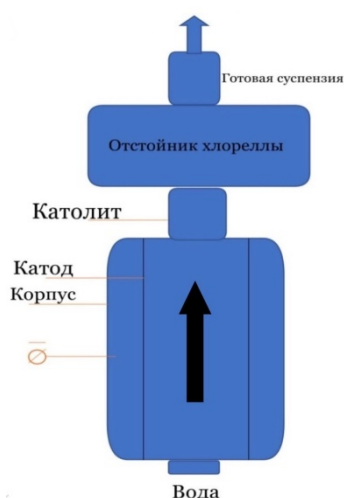 Готовая суспензия
Отстойник хлореллы
Католит
Катод
Корпус
Вода